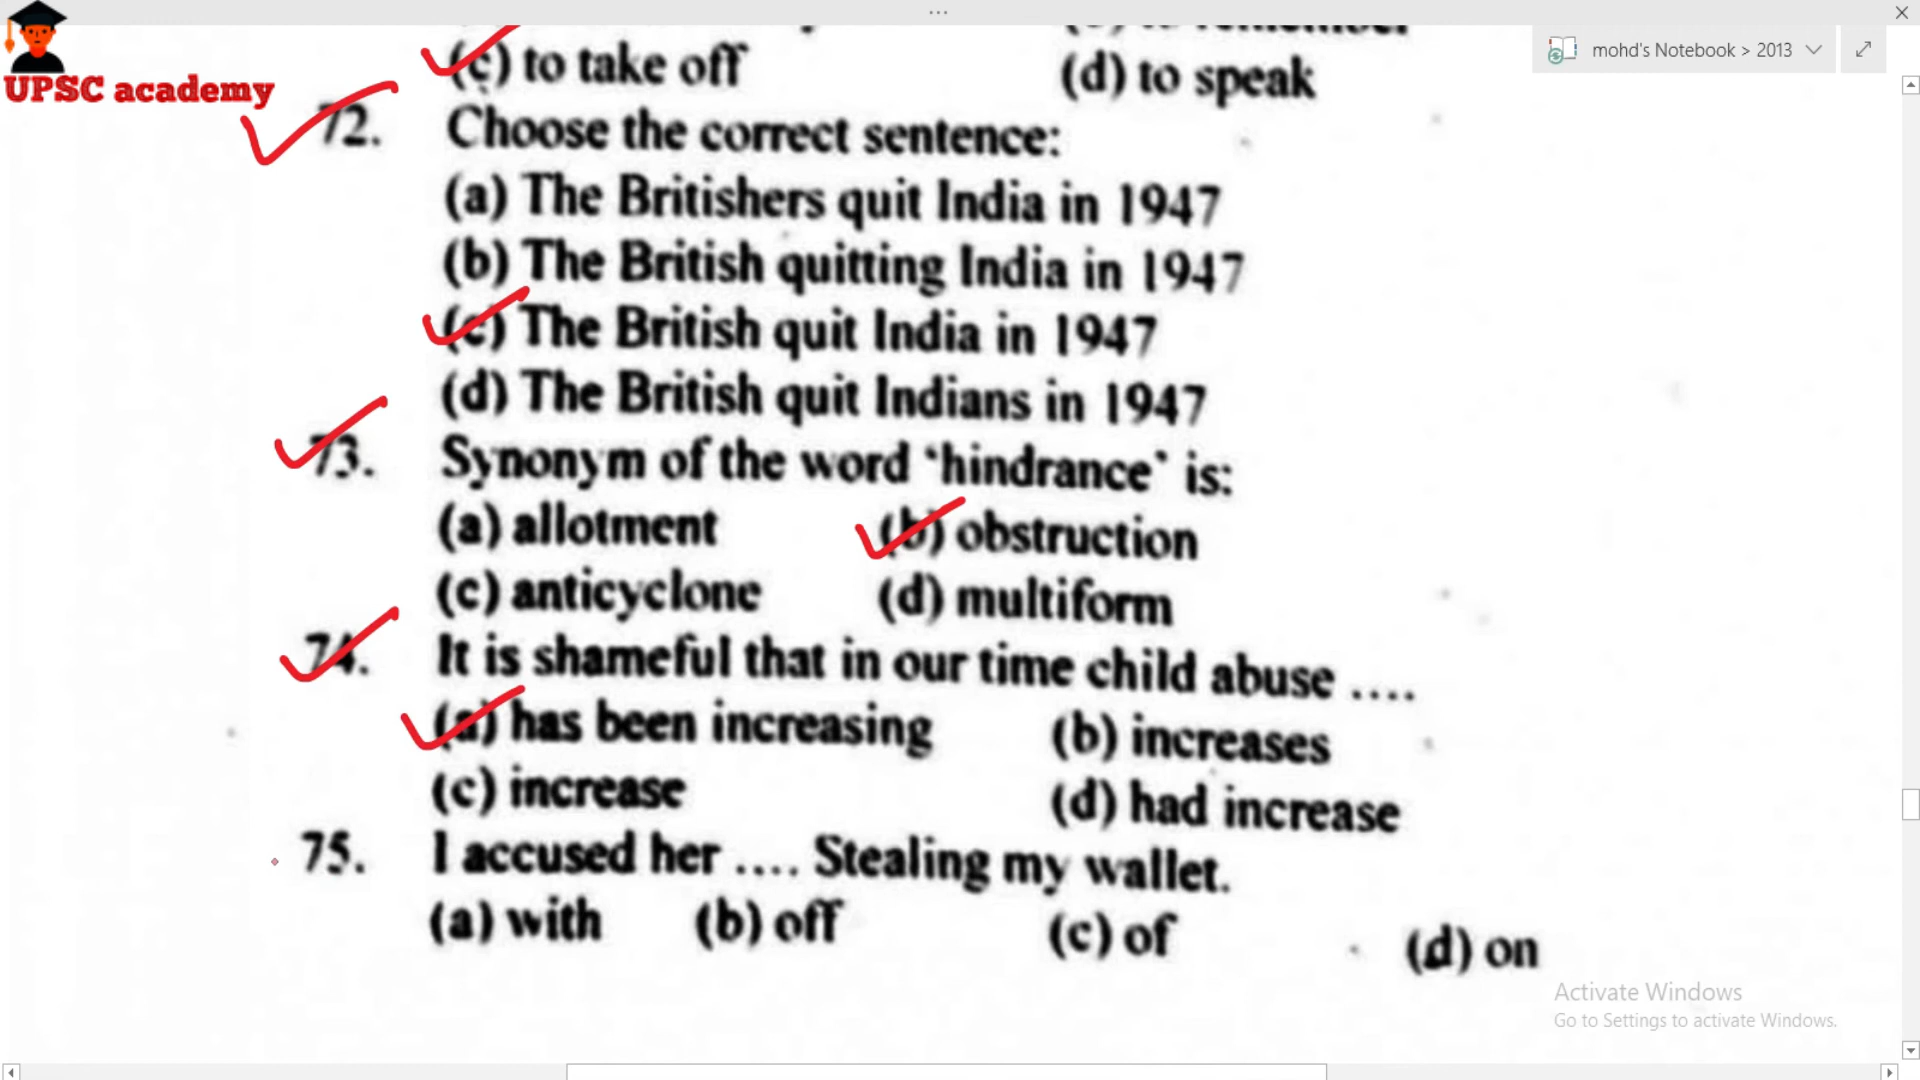 UPSC academy
mohd's Notebook > 2013
(c) to take off (d) to speak
72. Choose the correct sentence:
(a) The Britishers quit India in 1947
(b) The British quitting India in 1947
(c) The British quit India in 1947
(d) The British quit Indians in 1947
73. Synonym of the word ‘hindrance’ is:
(a) allotment (b) obstruction
(c) anticyclone (d) multiform
74. It is shameful that in our time child abuse ....
(a) has been increasing (b) increases
(c) increase (d) had increase
75. I accused her .... Stealing my wallet.
(a) with (b) off (c) of (d) on
Activate Windows
Go to Settings to activate Windows.